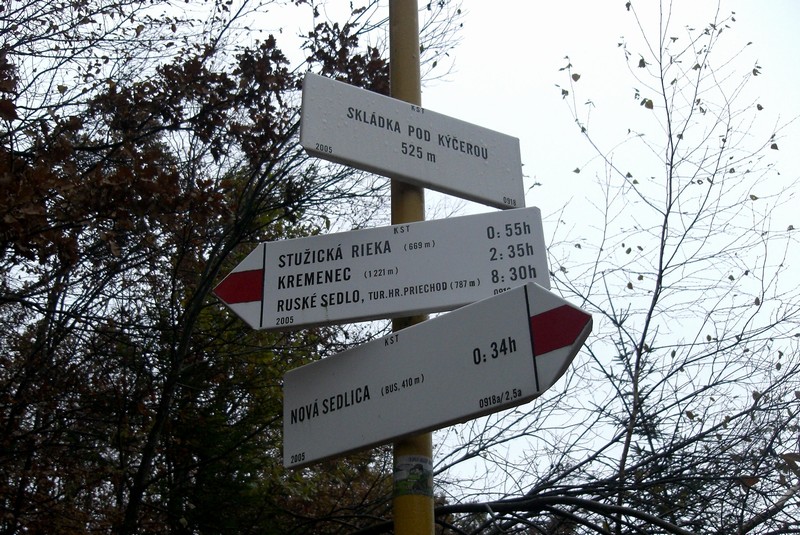 KST
SKLÁDKA POD KÝČEROU
525 m
2005 0918
KST
STUŽICKÁ RIEKA (669 m) 0:55h
KREMENEC (1221 m) 2:35h
RUSKÉ SEDLO, TUR.HR.PRIECHOD (787 m) 8:30h
2005
KST
NOVÁ SEDLICA (BUS, 410 m) 0:34h
2005 0918a/2,5a